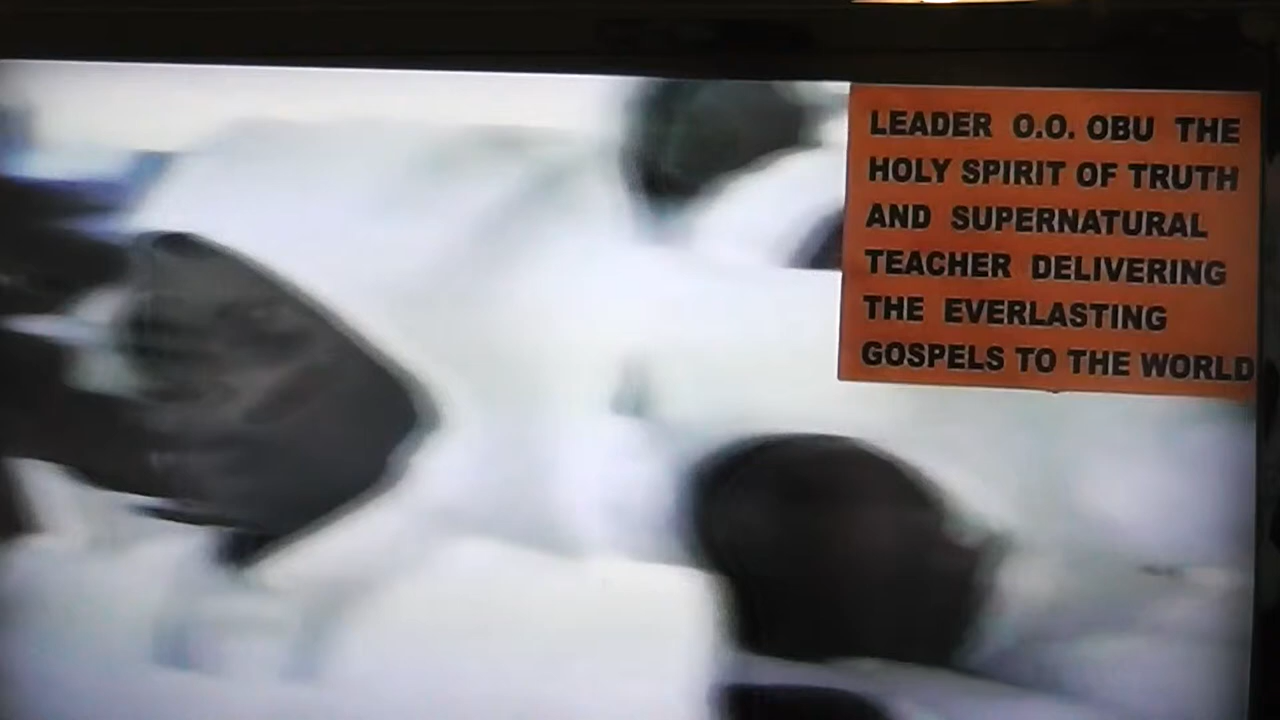 LEADER O.O. OBU THE
HOLY SPIRIT OF TRUTH
AND SUPERNATURAL
TEACHER DELIVERING
THE EVERLASTING
GOSPELS TO THE WORLD